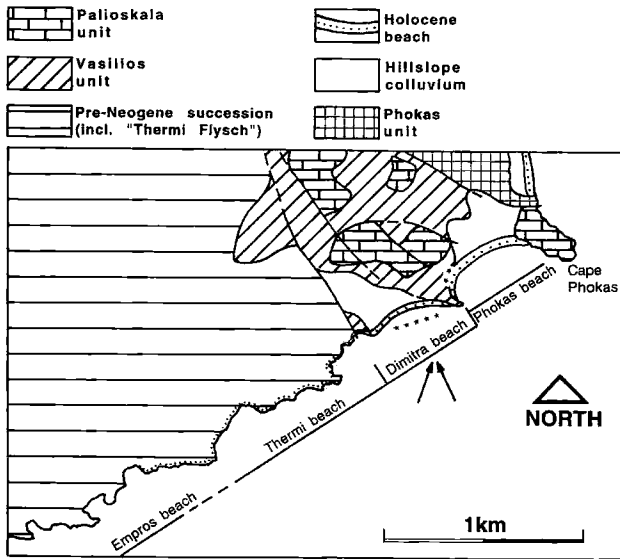 Palioskala
unit
Vasilios
unit
Pre-Neogene succession
(incl. "Thermi Flysch")
Holocene
beach
Hillslope
colluvium
Phokas
unit
Cape
Phokas
Phokas beach
Dimitra beach
Thermi beach
Empros beach
NORTH
1km